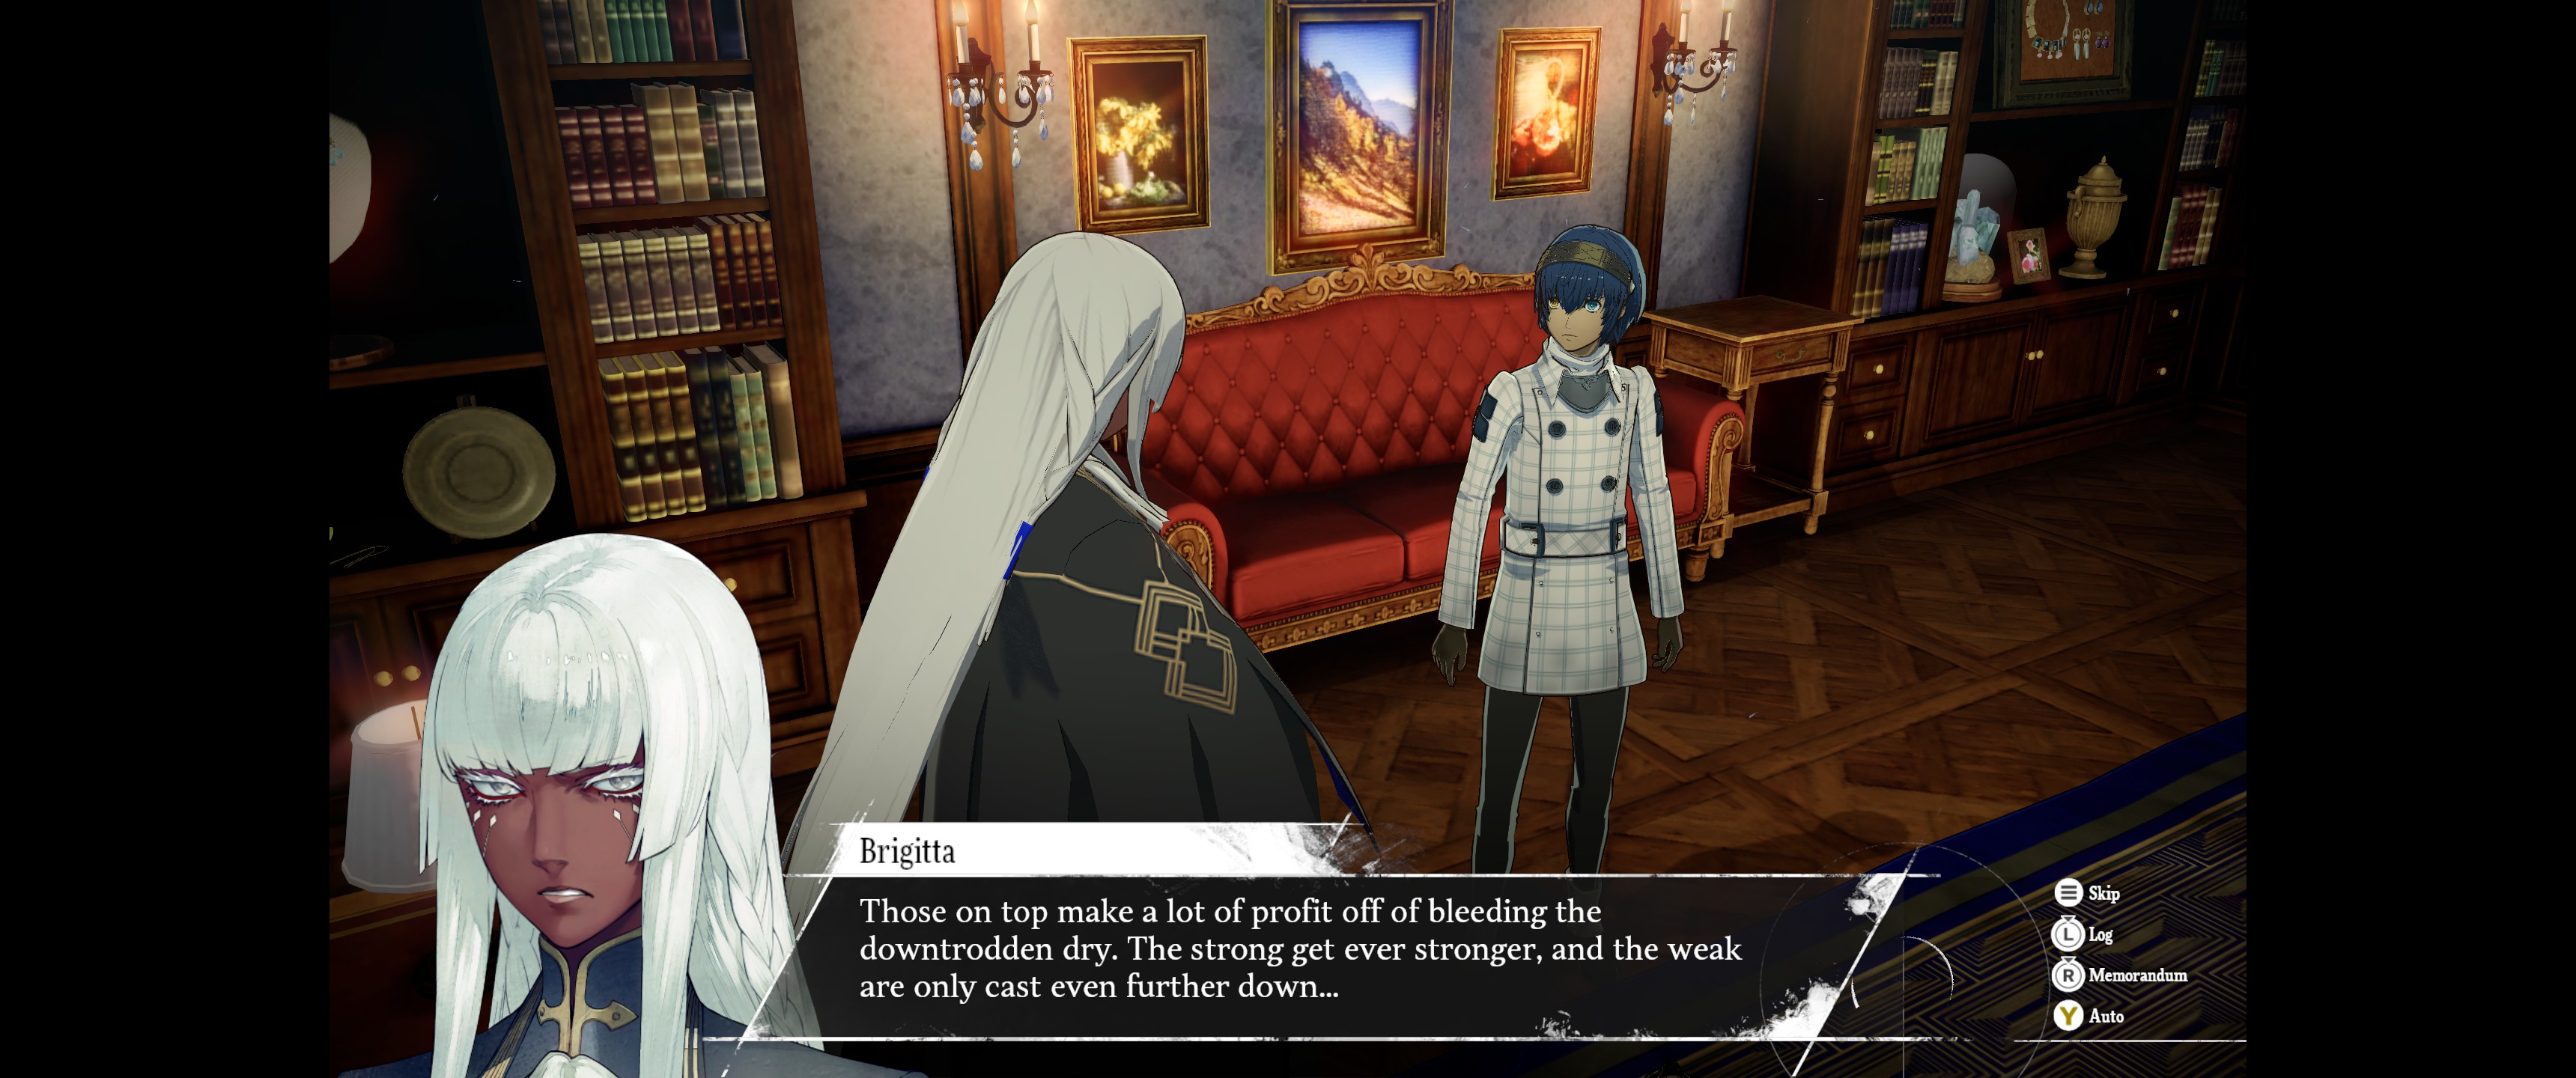 Brigitta
Those on top make a lot of profit off of bleeding the
downtrodden dry. The strong get ever stronger, and the weak
are only cast even further down...
Skip
L Log
R Memorandum
Y Auto